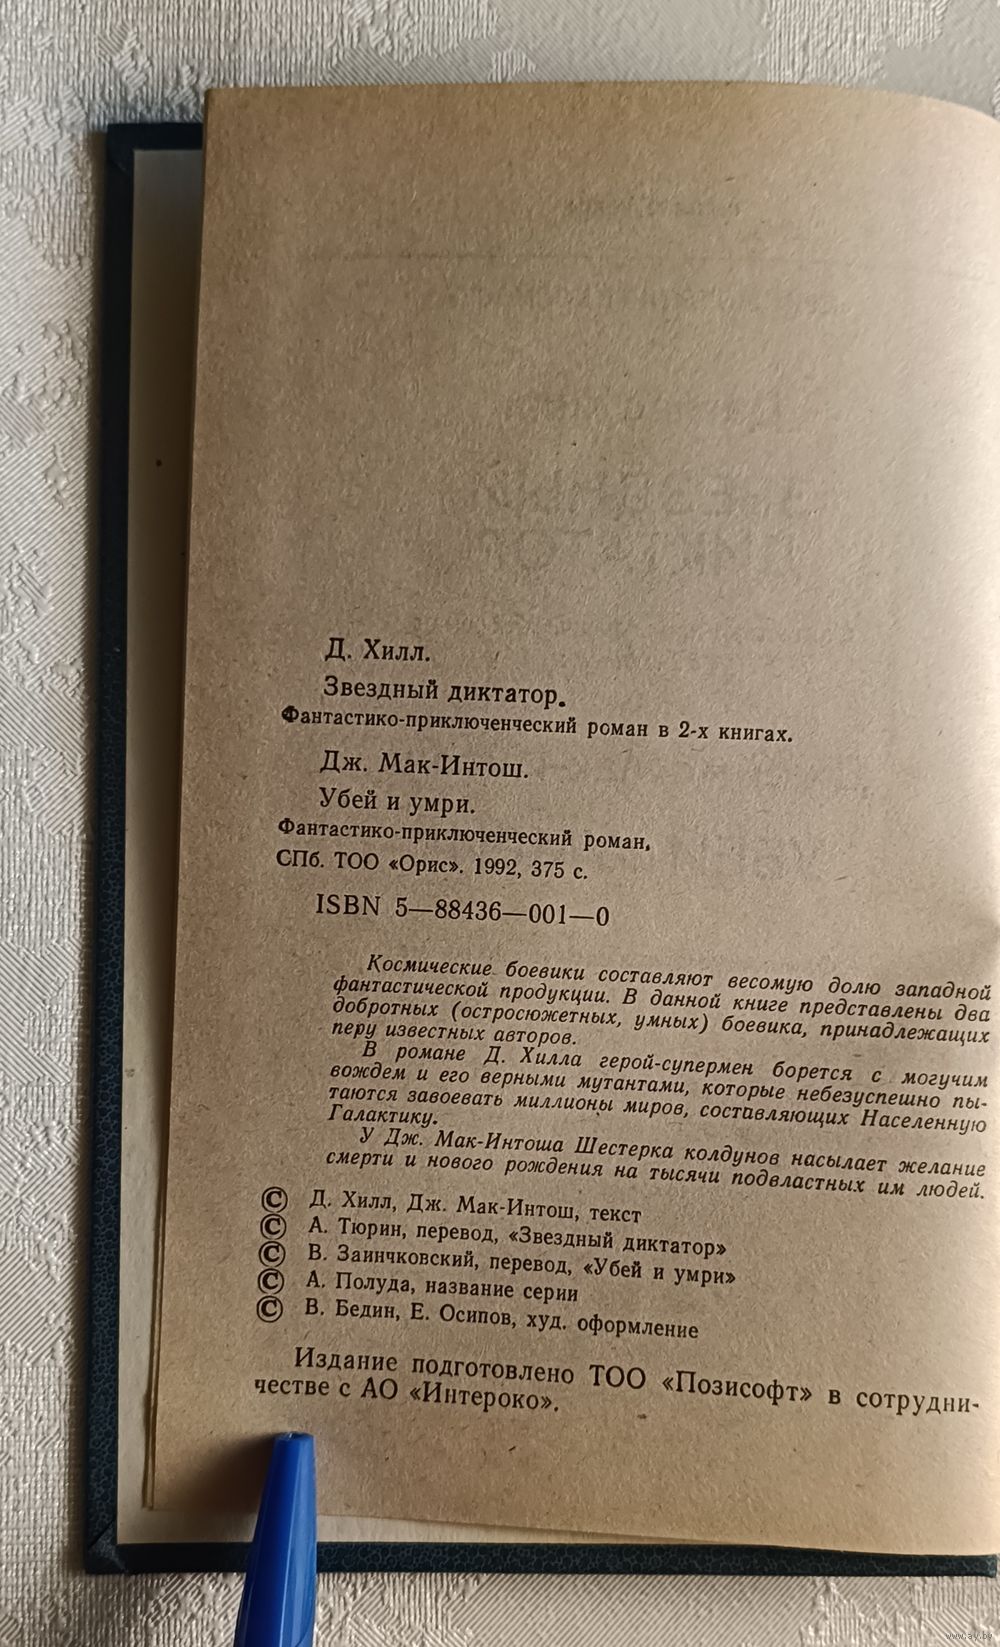 Д. Хилл.
Звездный диктатор.
Фантастико-приключенческий роман в 2-х книгах.
Дж. Мак-Интош.
Убей и умри.
Фантастико-приключенческий роман.
СПб. ТОО «Орис». 1992, 375 с.
ISBN 5—88436—001—0
Космические боевики составляют весомую долю западной
фантастической продукции. В данной книге представлены два
добротных (остросюжетных, умных) боевика, принадлежащих
перу известных авторов.
В романе Д. Хилла герой-супермен борется с могучим
вождем и его верными мутантами, которые небезуспешно пы-
таются завоевать миллионы миров, составляющих Населенную
Галактику.
У Дж. Мак-Интоша Шестерка колдунов насылает желание
смерти и нового рождения на тысячи подвластных им людей.
© Д. Хилл, Дж. Мак-Интош, текст
© А. Тюрин, перевод, «Звездный диктатор»
© В. Заинчковский, перевод, «Убей и умри»
© А. Полуда, название серии
© В. Бедин, Е. Осипов, худ. оформление
Издание подготовлено ТОО «Позисофт» в сотрудни-
честве с АО «Интероко».
www.ay.by